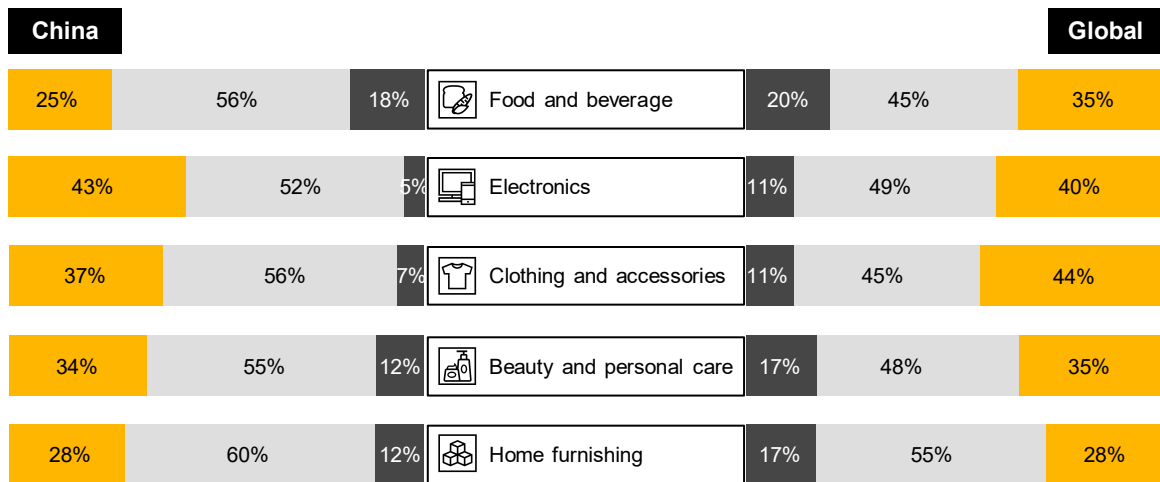 China Global
25% 56% 18% Food and beverage 20% 45% 35%
43% 52% 5% Electronics 11% 49% 40%
37% 56% 7% Clothing and accessories 11% 45% 44%
34% 55% 12% Beauty and personal care 17% 48% 35%
28% 60% 12% Home furnishing 17% 55% 28%